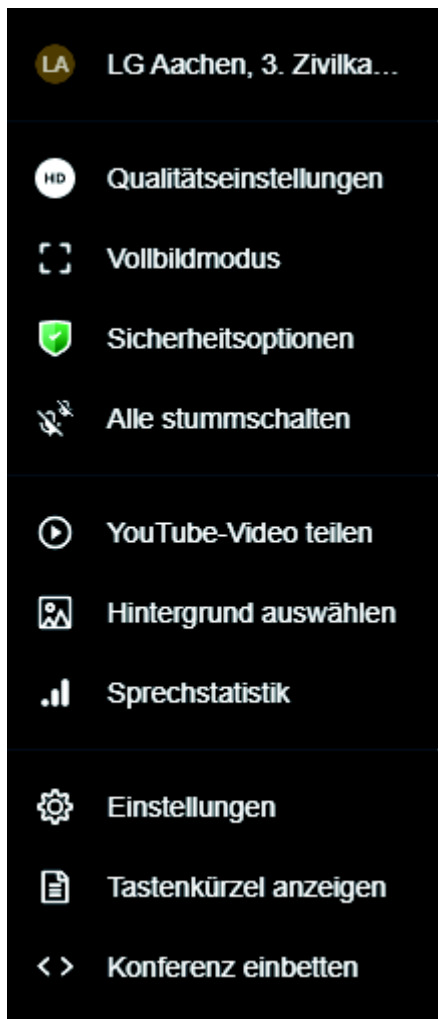 LA LG Aachen, 3. Zivilka...
HD Qualitätseinstellungen
Vollbildmodus
Sicherheitsoptionen
Alle stummschalten
YouTube-Video teilen
Hintergrund auswählen
Sprechstatistik
Einstellungen
Tastenkürzel anzeigen
Konferenz einbetten